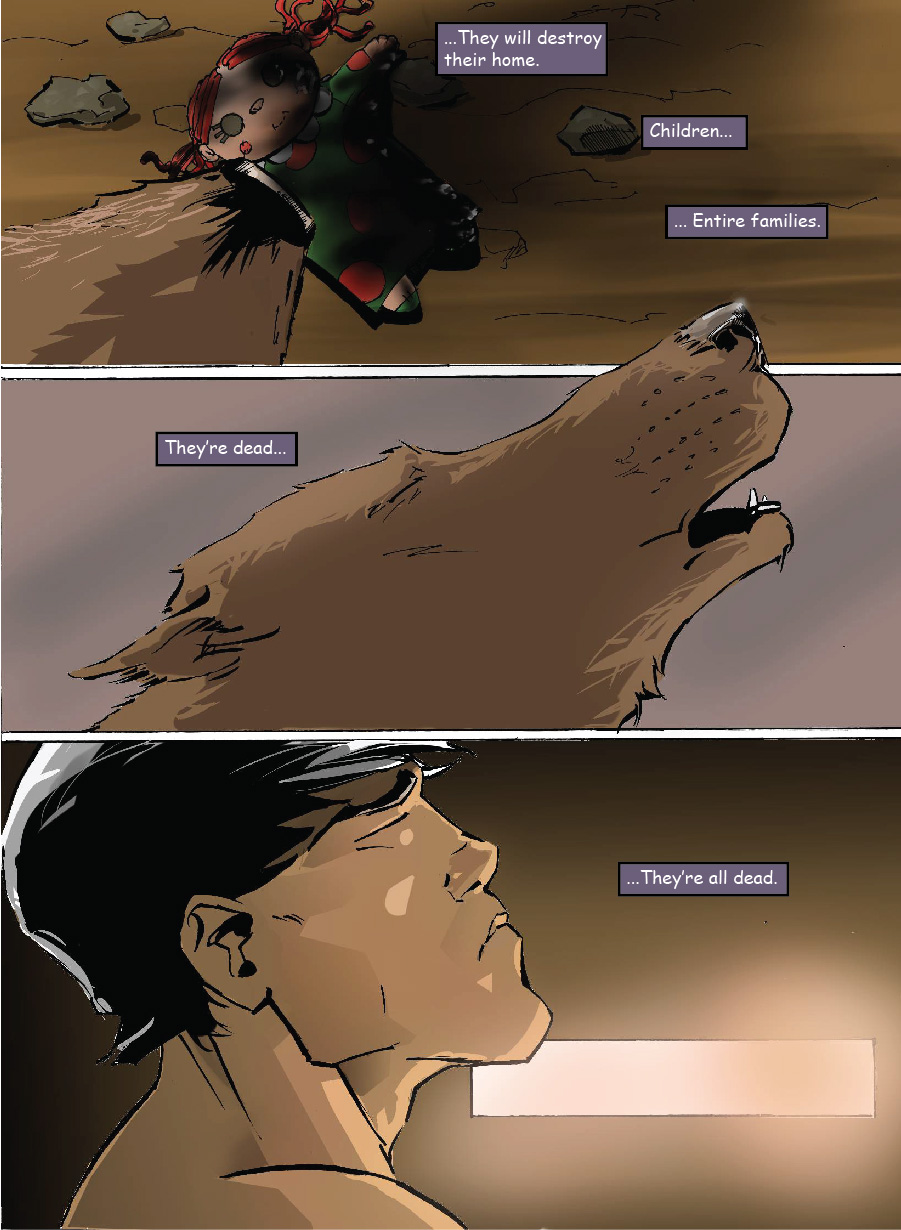 ...They will destroy
their home.
Children...
... Entire families.
They're dead...
...They're all dead.